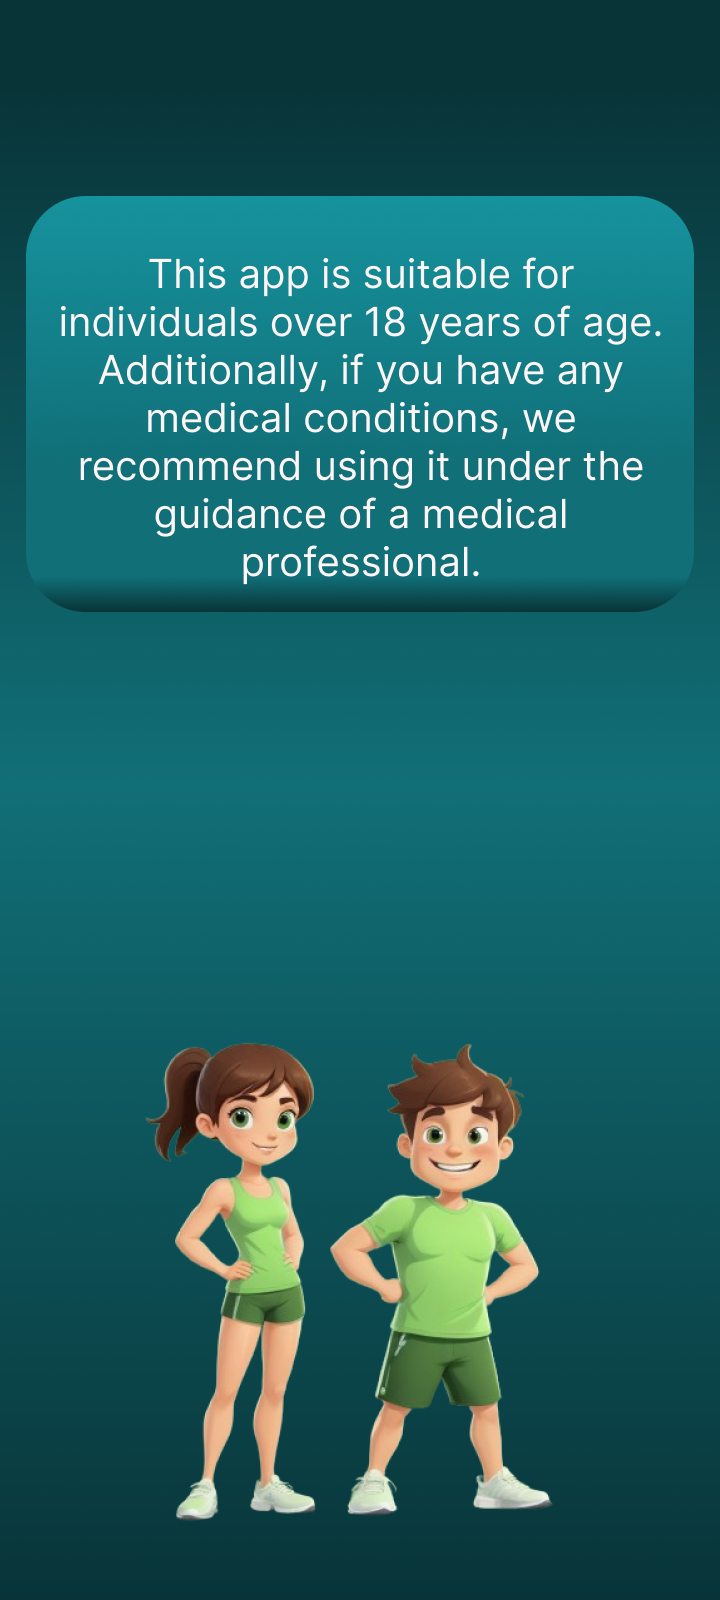 This app is suitable for
individuals over 18 years of age.
Additionally, if you have any
medical conditions, we
recommend using it under the
guidance of a medical
professional.